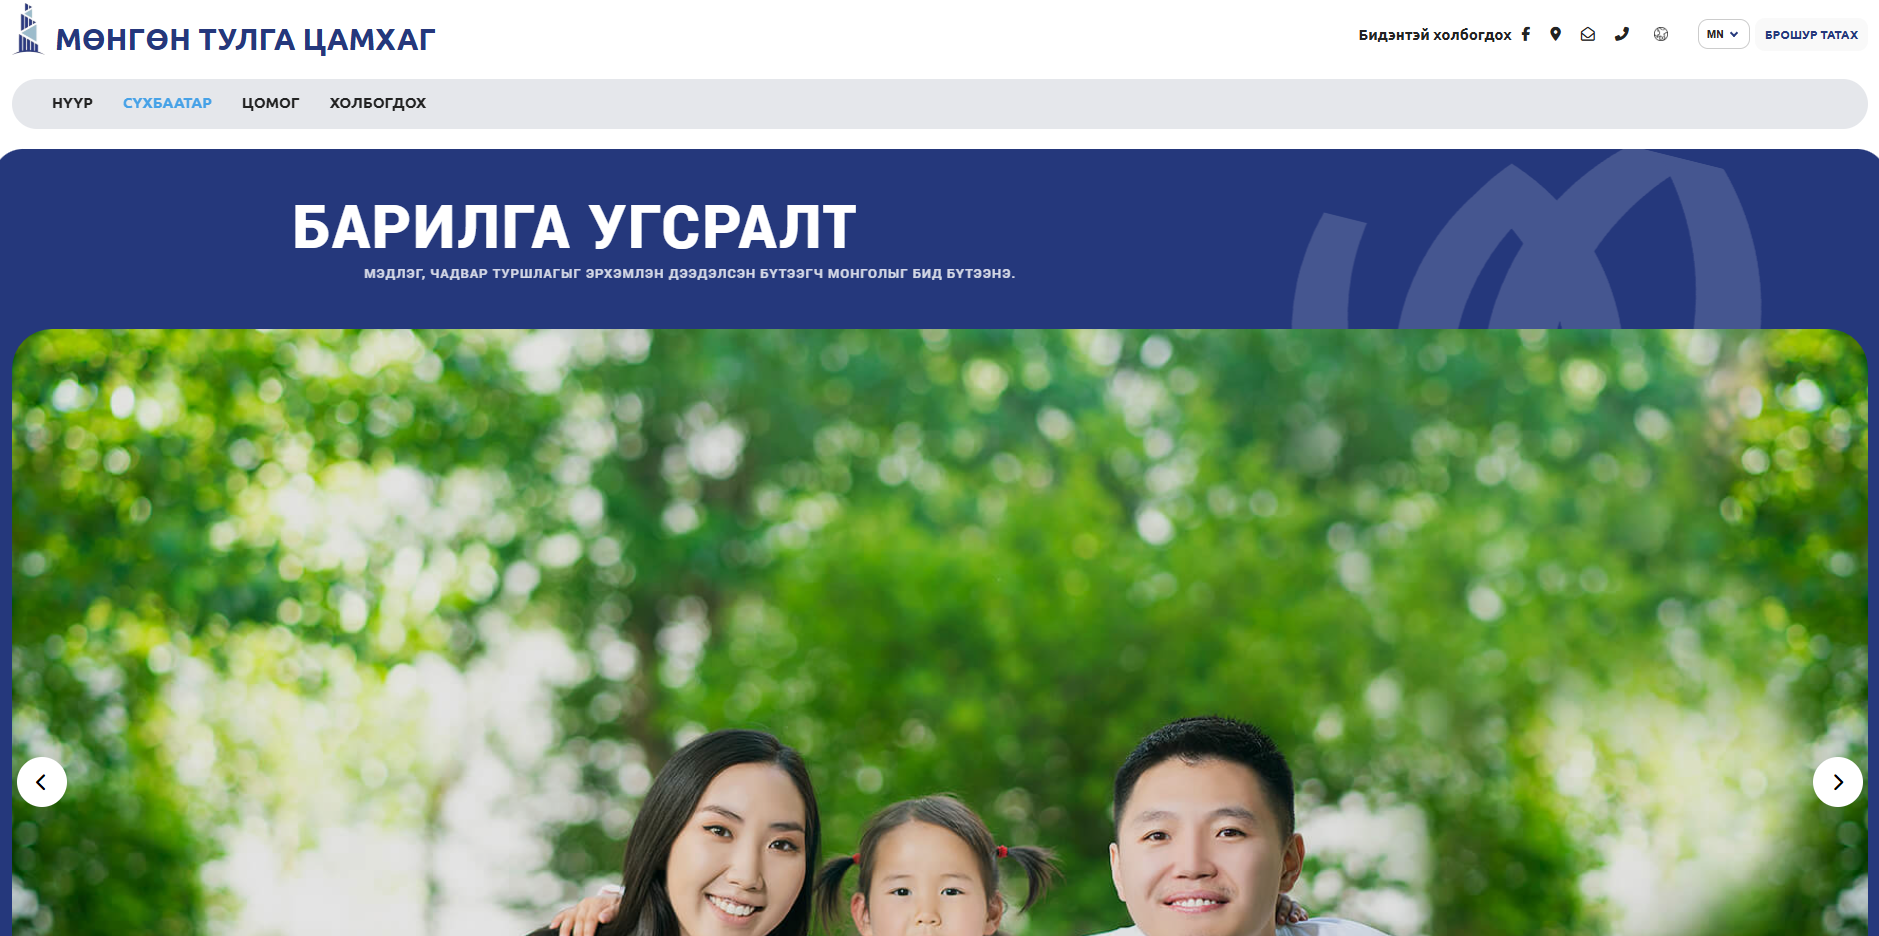 МӨНГӨН ТУЛГА ЦАМХАГ
Бидэнтэй холбогдох
MN
БРОШУР ТАТАХ
НҮҮР СҮХБААТАР ЦОМОГ ХОЛБОГДОХ
БАРИЛГА УГСРАЛТ
МЭДЛЭГ, ЧАДВАР ТУРШЛАГЫГ ЭРХЭМЛЭН ДЭЭДЭЛСЭН БҮТЭЭГЧ МОНГОЛЫГ БИД БҮТЭЭНЭ.